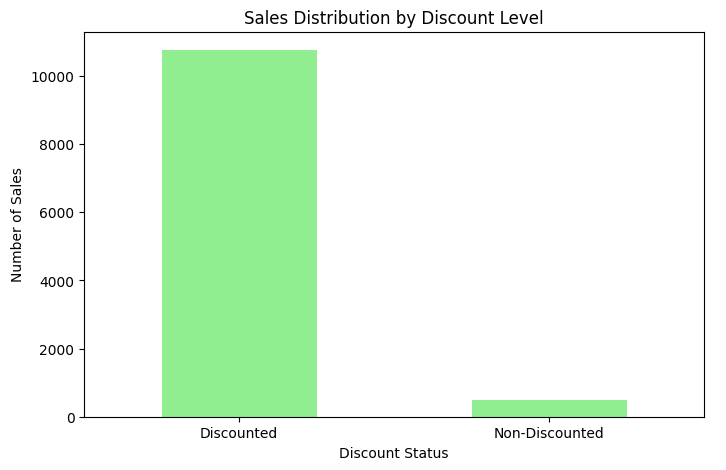 Sales Distribution by Discount Level
Number of Sales
10000
8000
6000
4000
2000
0
Discounted
Non-Discounted
Discount Status